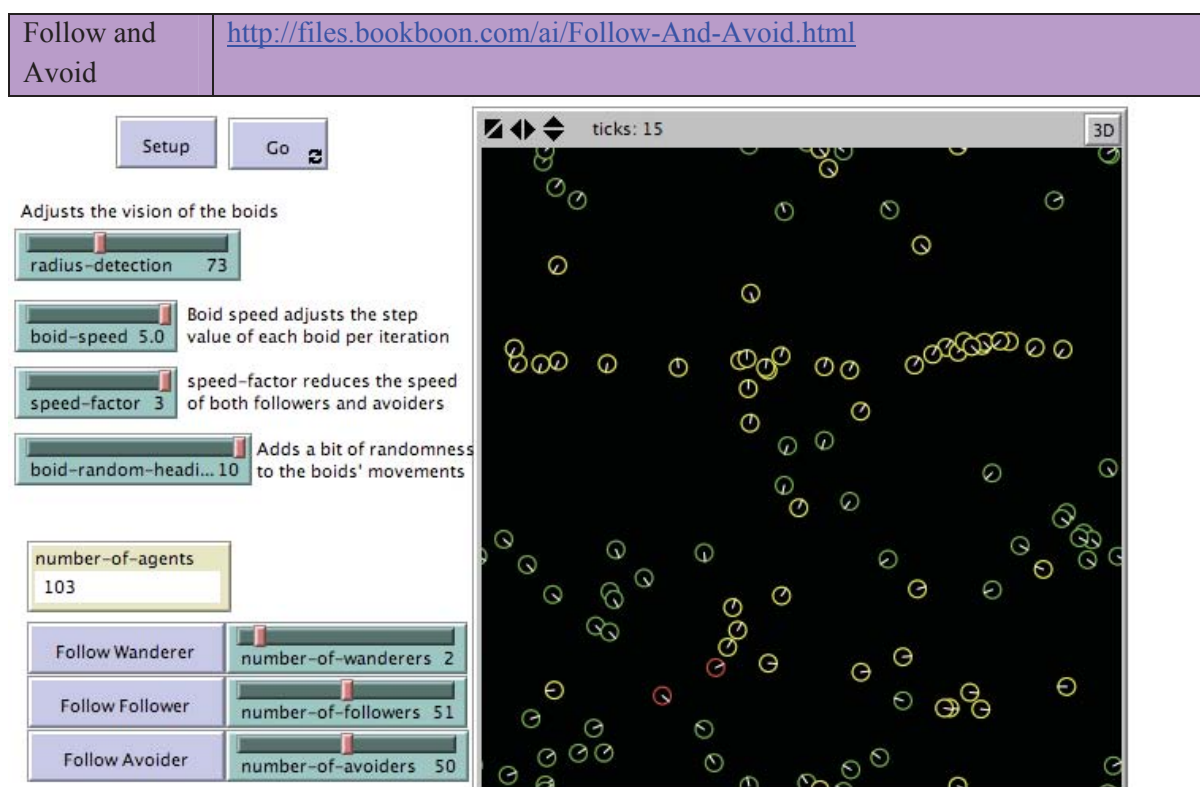 Follow and
Avoid
http://files.bookboon.com/ai/Follow-And-Avoid.html
Setup
Go
ticks: 15
3D
Adjusts the vision of the boids
radius-detection 73
boid-speed 5.0
Boid speed adjusts the step
value of each boid per iteration
speed-factor 3
speed-factor reduces the speed
of both followers and avoiders
boid-random-headi... 10
Adds a bit of randomness
to the boids' movements
number-of-agents
103
Follow Wanderer
number-of-wanderers 2
Follow Follower
number-of-followers 51
Follow Avoider
number-of-avoiders 50